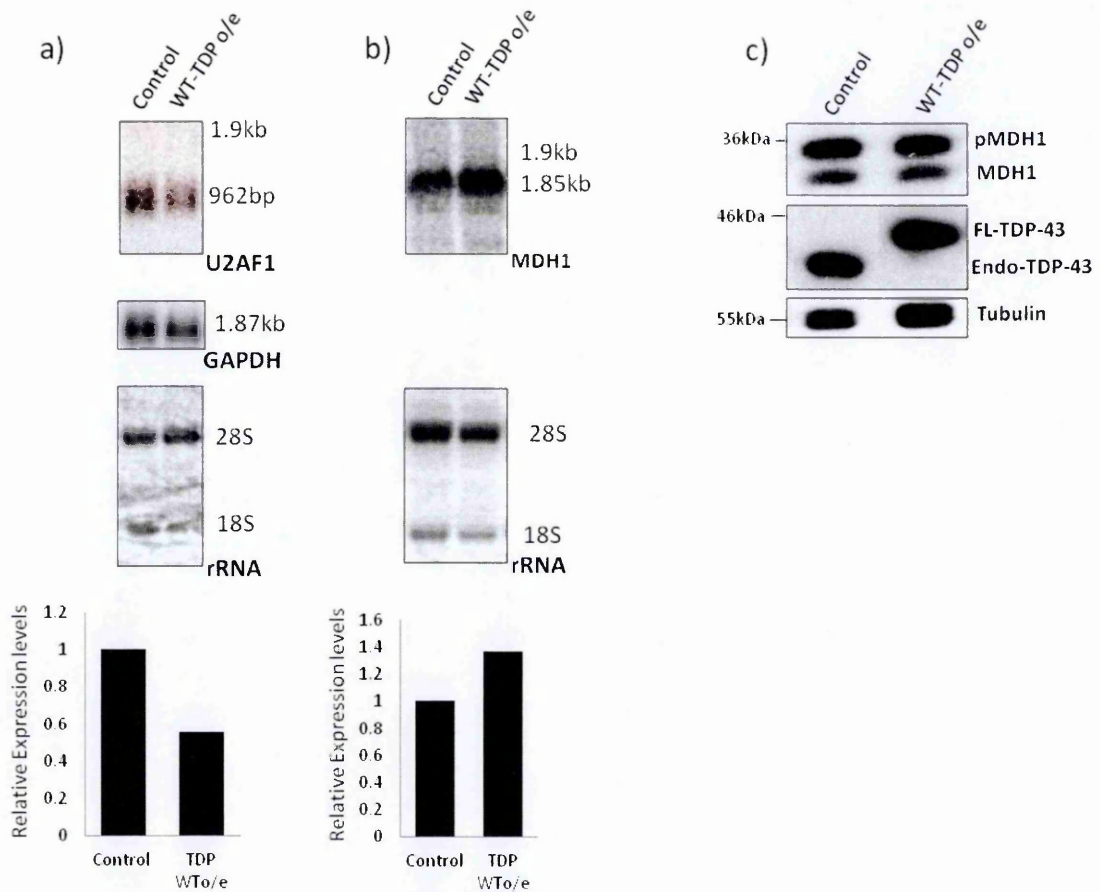 a)
Control
WT-TDP o/e
1.9kb
962bp
U2AF1
1.87kb
GAPDH
28S
18S
rRNA
Relative Expression levels
1.2
1
0.8
0.6
0.4
0.2
0
Control
TDP
WTo/e
b)
Control
WT-TDP o/e
1.9kb
1.85kb
MDH1
28S
18S
rRNA
Relative Expression levels
1.6
1.4
1.2
1
0.8
0.6
0.4
0.2
0
Control
TDP
WTo/e
c)
Control
WT-TDP o/e
36kDa
pMDH1
MDH1
46kDa
FL-TDP-43
Endo-TDP-43
55kDa
Tubulin